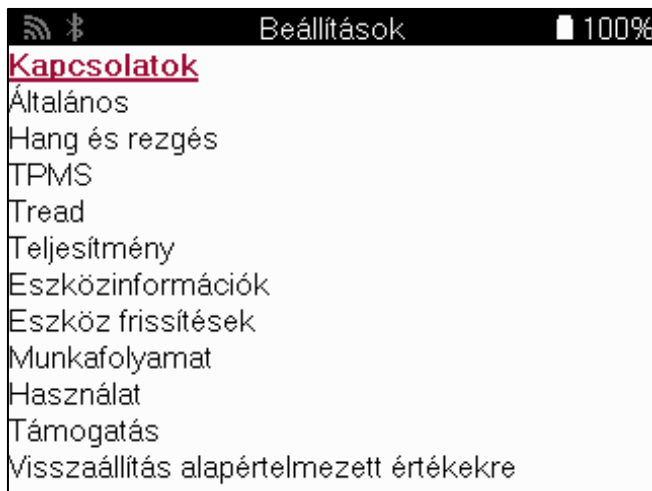 Beállítások 100%
Kapcsolatok
Általános
Hang és rezgés
TPMS
Tread
Teljesítmény
Eszközinformációk
Eszköz frissítések
Munkafolyamat
Használat
Támogatás
Visszaállítás alapértelmezett értékekre